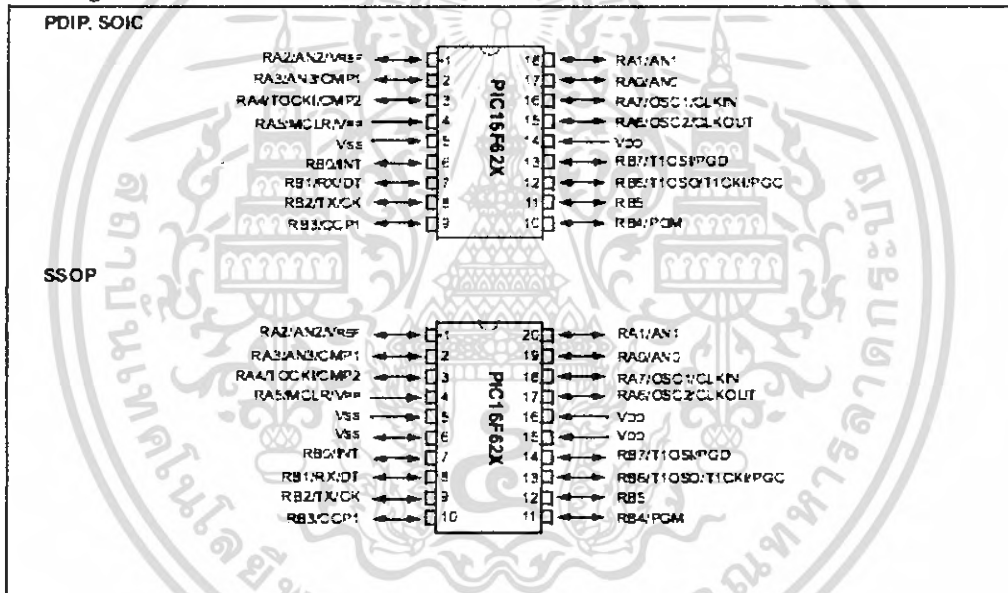 PDIP, SOIC
RA2/AN2/VREF 1 18 RA1/AN1
RA3/AN3/CMP1 2 17 RA0/AN0
RA4/TOCKI/CMP2 3 16 RA7/OSC1/CLKIN
RA5/MCLR/VPP 4 15 RA6/OSC2/CLKOUT
VSS 5 14 VDD
RB0/INT 6 13 RB7/T1OSI/PGD
RB1/RX/DT 7 12 RB6/T1OSO/T1CKI/PGC
RB2/TX/CK 8 11 RB5
RB3/CCP1 9 10 RB4/PGM
PIC16F62X
SSOP
RA2/AN2/VREF 1 20 RA1/AN1
RA3/AN3/CMP1 2 19 RA0/AN0
RA4/TOCKI/CMP2 3 18 RA7/OSC1/CLKIN
RA5/MCLR/VPP 4 17 RA6/OSC2/CLKOUT
VSS 5 16 VDD
VSS 6 15 VDD
RB0/INT 7 14 RB7/T1OSI/PGD
RB1/RX/DT 8 13 RB6/T1OSO/T1CKI/PGC
RB2/TX/CK 9 12 RB5
RB3/CCP1 10 11 RB4/PGM
PIC16F62X